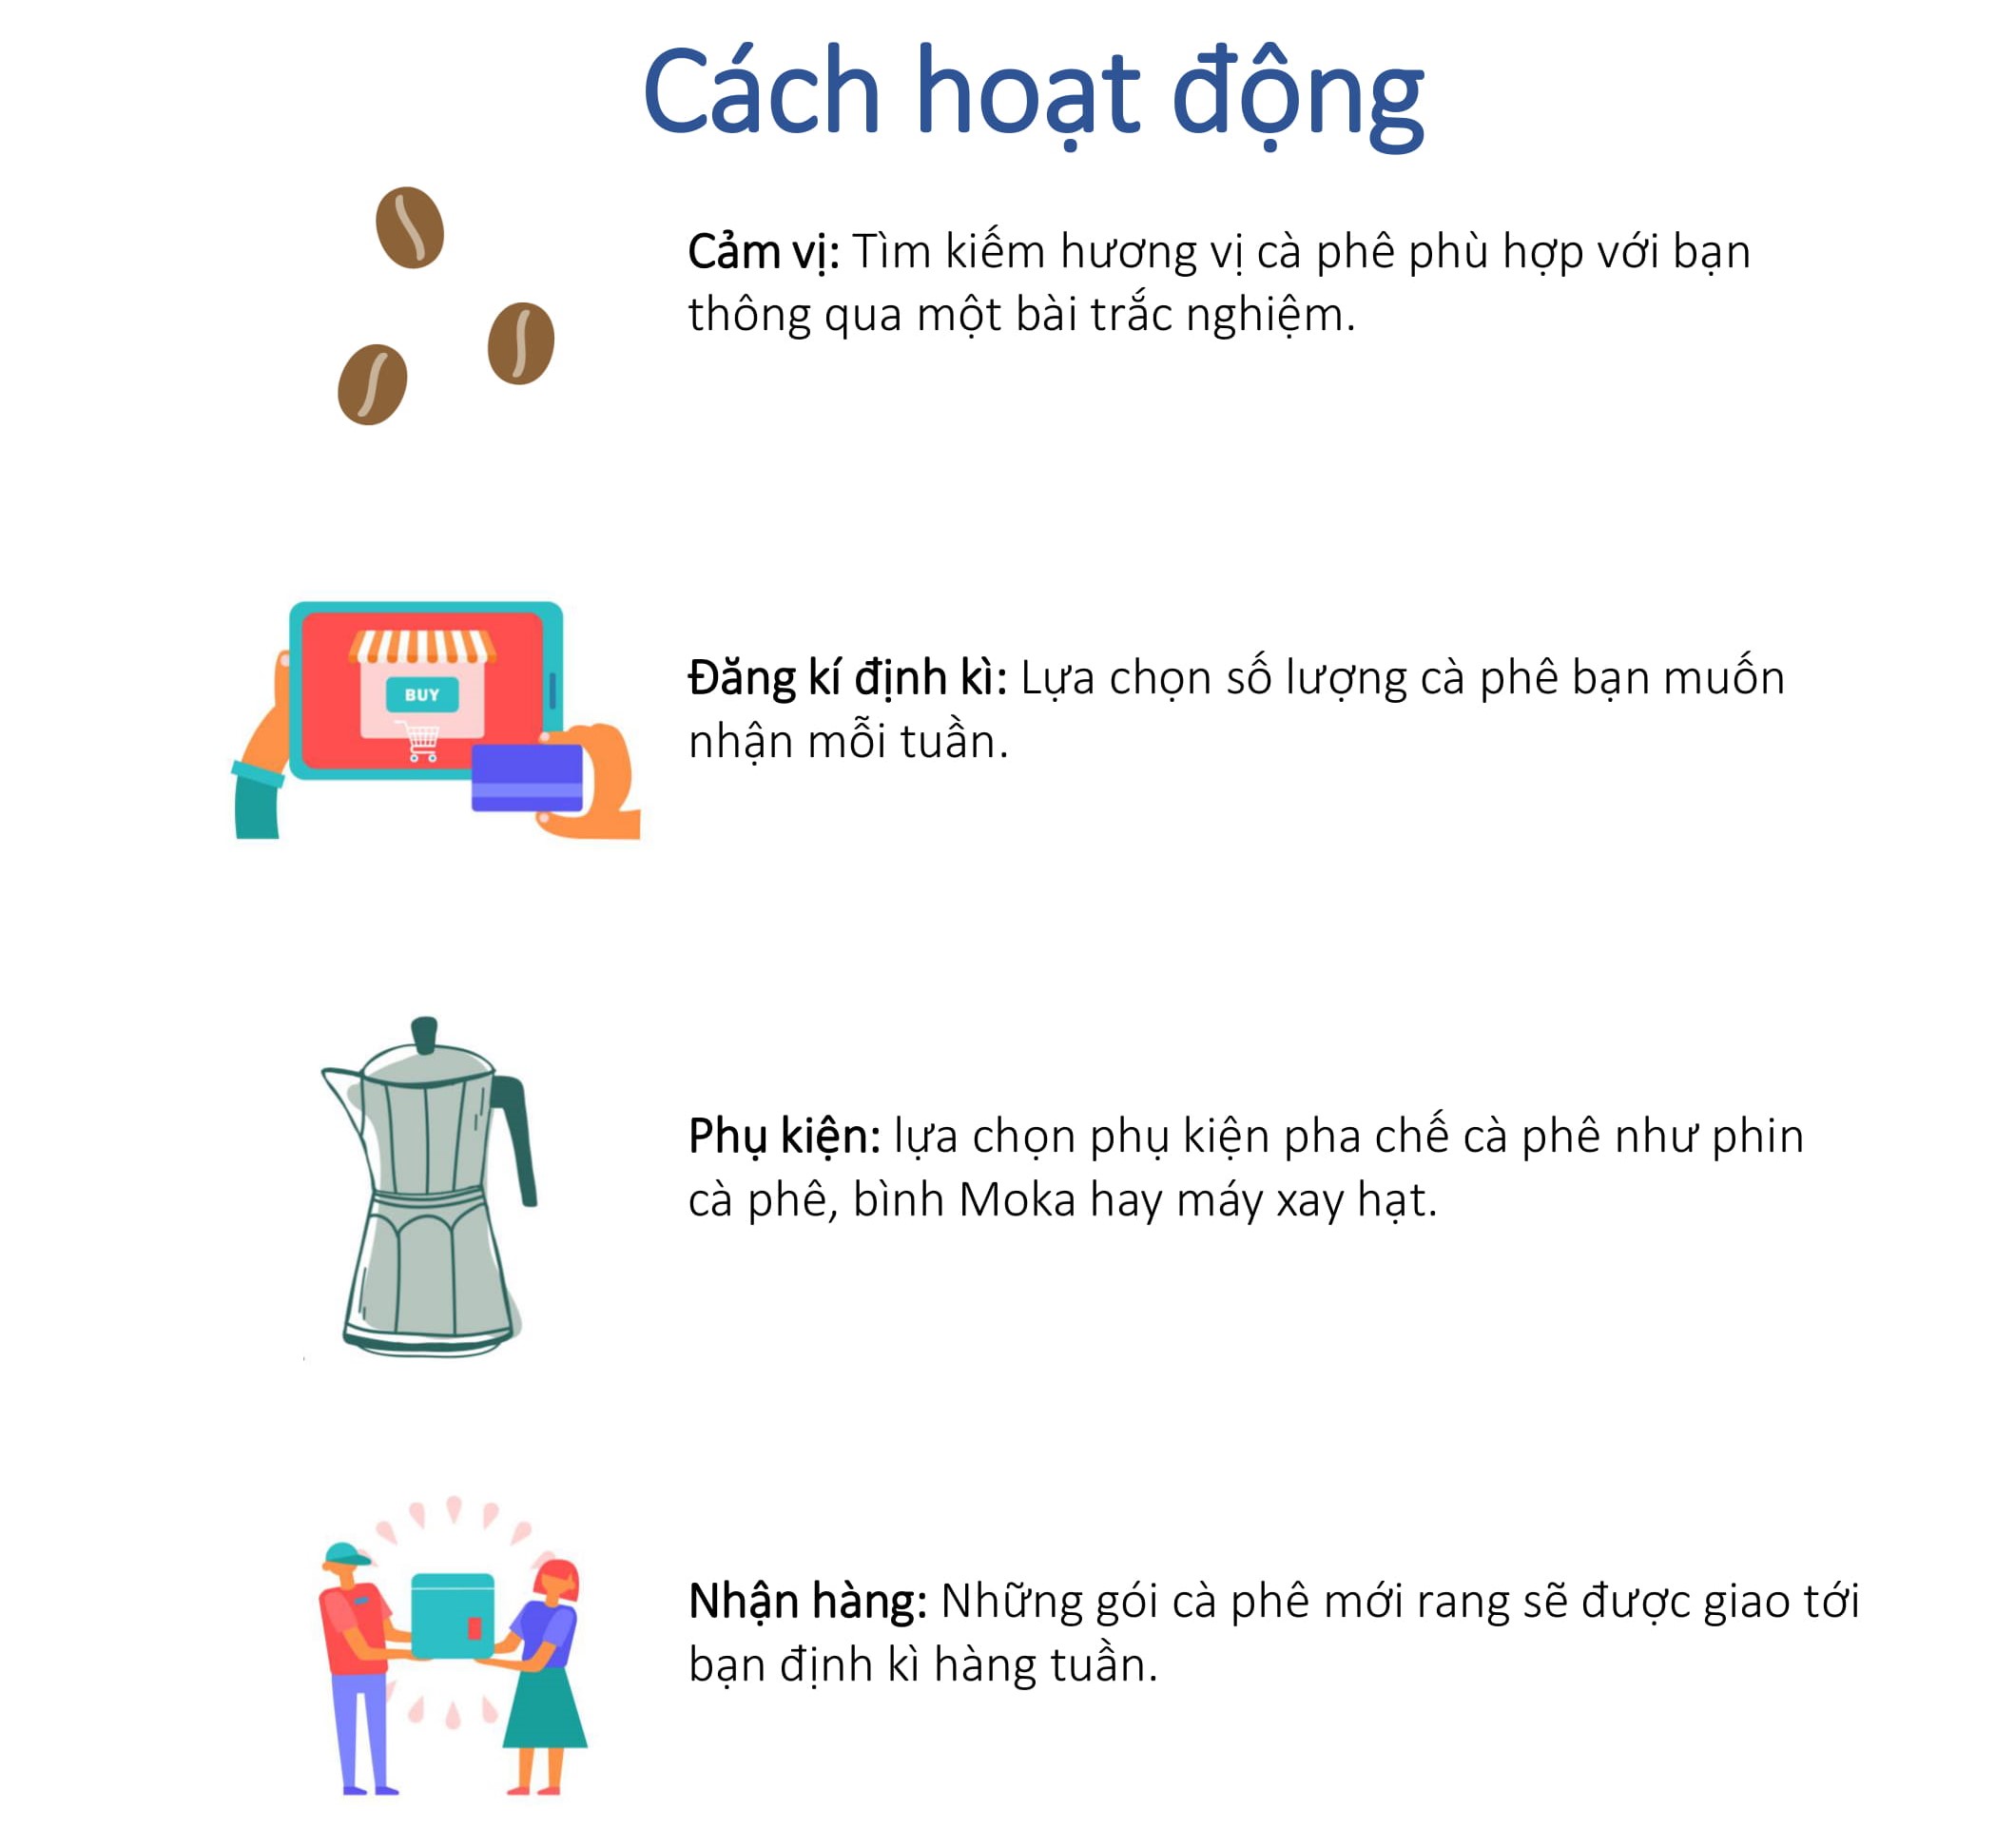 Cách hoạt động
Cảm vị: Tìm kiếm hương vị cà phê phù hợp với bạn
thông qua một bài trắc nghiệm.
BUY
Đăng kí định kì: Lựa chọn số lượng cà phê bạn muốn
nhận mỗi tuần.
Phụ kiện: lựa chọn phụ kiện pha chế cà phê như phin
cà phê, bình Moka hay máy xay hạt.
Nhận hàng: Những gói cà phê mới rang sẽ được giao tới
bạn định kì hàng tuần.